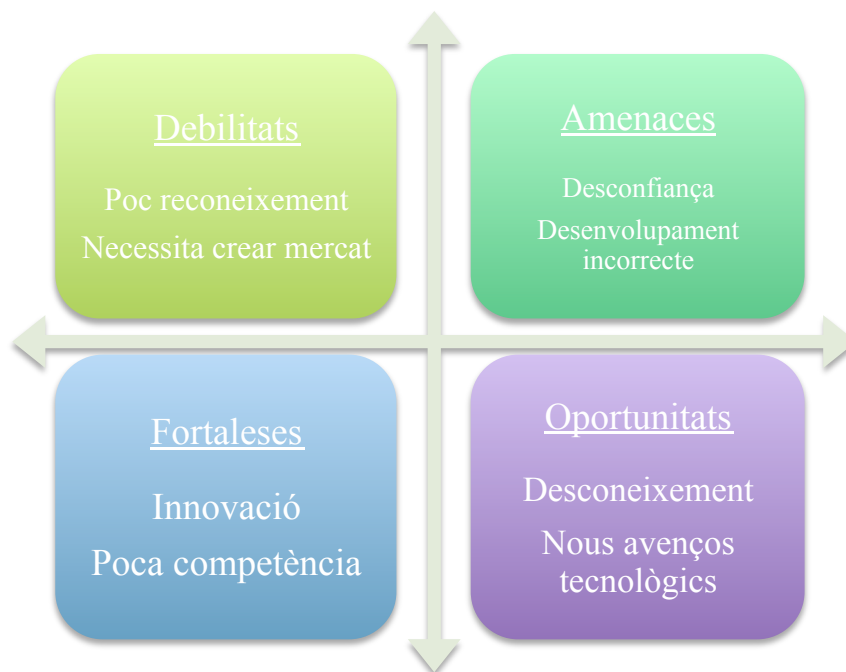 Debilitats
Poc reconeixement
Necessita crear mercat
Amenaces
Desconfiança
Desenvolupament
incorrecte
Fortaleses
Innovació
Poca competència
Oportunitats
Desconeixement
Nous avenços
tecnològics